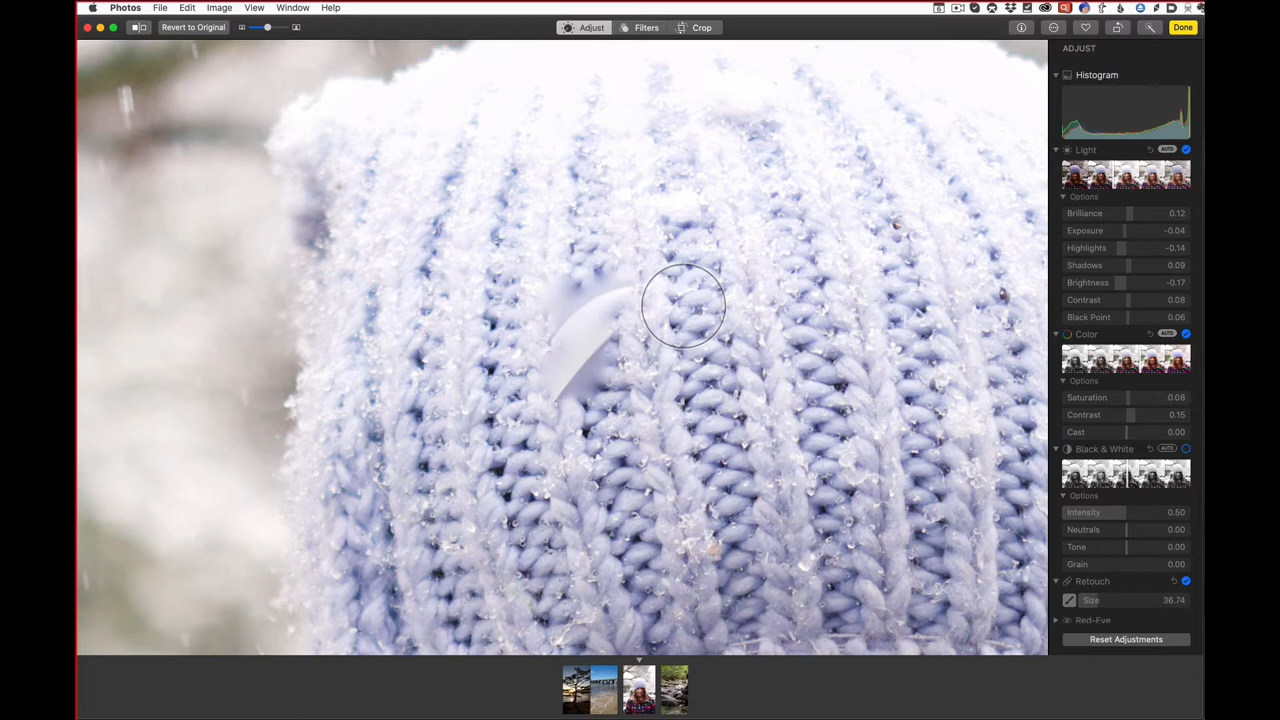 Photos File Edit Image View Window Help
Revert to Original Adjust Filters Crop Done
ADJUST
Histogram
Light AUTO
Options
Brilliance 0.12
Exposure -0.04
Highlights -0.14
Shadows 0.09
Brightness -0.17
Contrast 0.08
Black Point 0.06
Color AUTO
Options
Saturation 0.08
Contrast 0.15
Cast 0.00
Black & White AUTO
Options
Intensity 0.50
Neutrals 0.00
Tone 0.00
Grain 0.00
Retouch
Size 36.74
Red-Eye
Reset Adjustments